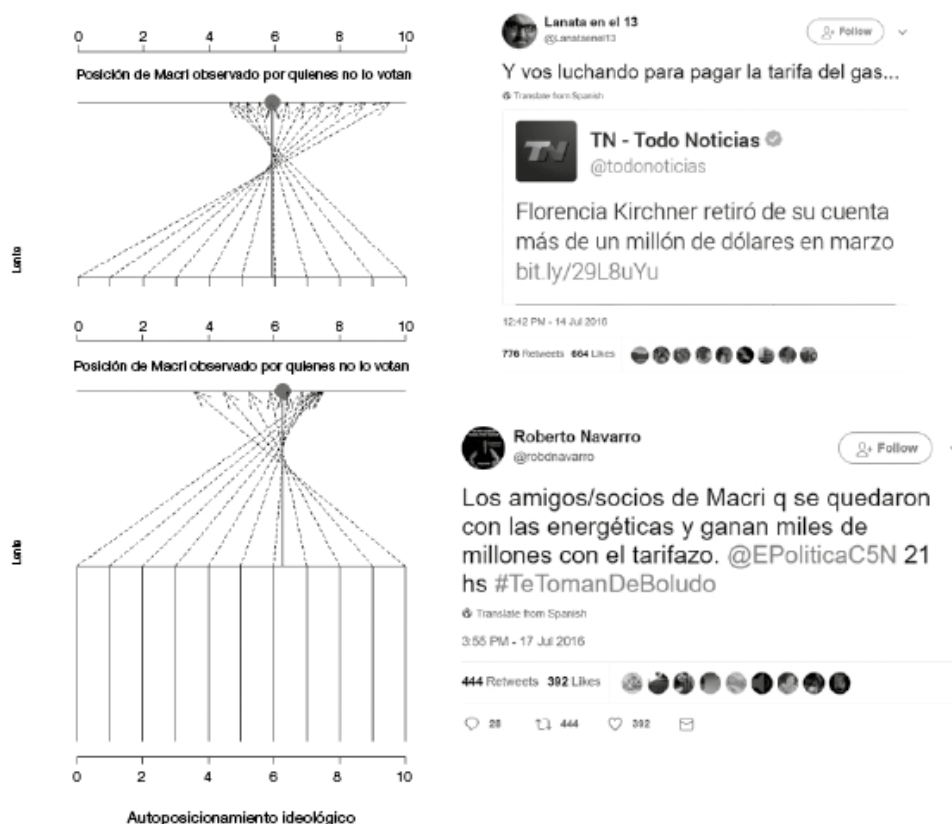 0 2 4 6 8 10
Posición de Macri observado por quienes no lo votan
Lente
0 2 4 6 8 10
Posición de Macri observado por quienes no lo votan
Lente
0 2 4 6 8 10
Autoposicionamiento ideológico
Lanata en el 13
@Lanataenel13
Follow
Y vos luchando para pagar la tarifa del gas...
Translate from Spanish
TN
TN - Todo Noticias
@todonoticias
Florencia Kirchner retiró de su cuenta
más de un millón de dólares en marzo
bit.ly/29L8uYu
12:42 PM - 14 Jul 2016
776 Retweets 664 Likes
Roberto Navarro
@robdnavarro
Follow
Los amigos/socios de Macri q se quedaron
con las energéticas y ganan miles de
millones con el tarifazo. @EPoliticaC5N 21
hs #TeTomanDeBoludo
Translate from Spanish
3:55 PM - 17 Jul 2016
444 Retweets 392 Likes
28 444 392